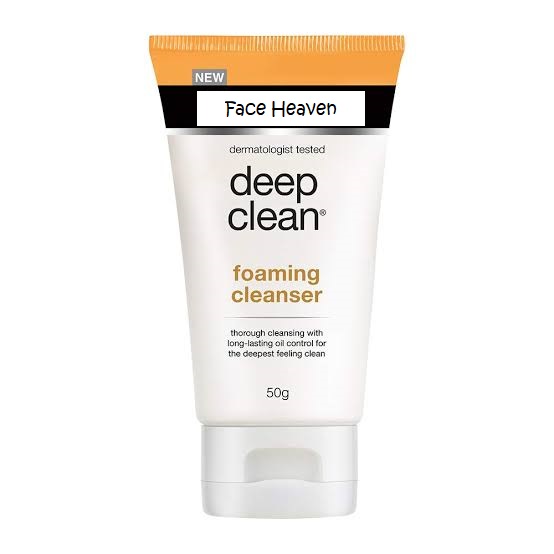 NEW
Face Heaven
dermatologist tested
deep
clean®
foaming
cleanser
thorough cleansing with
long-lasting oil control for
the deepest feeling clean
50g